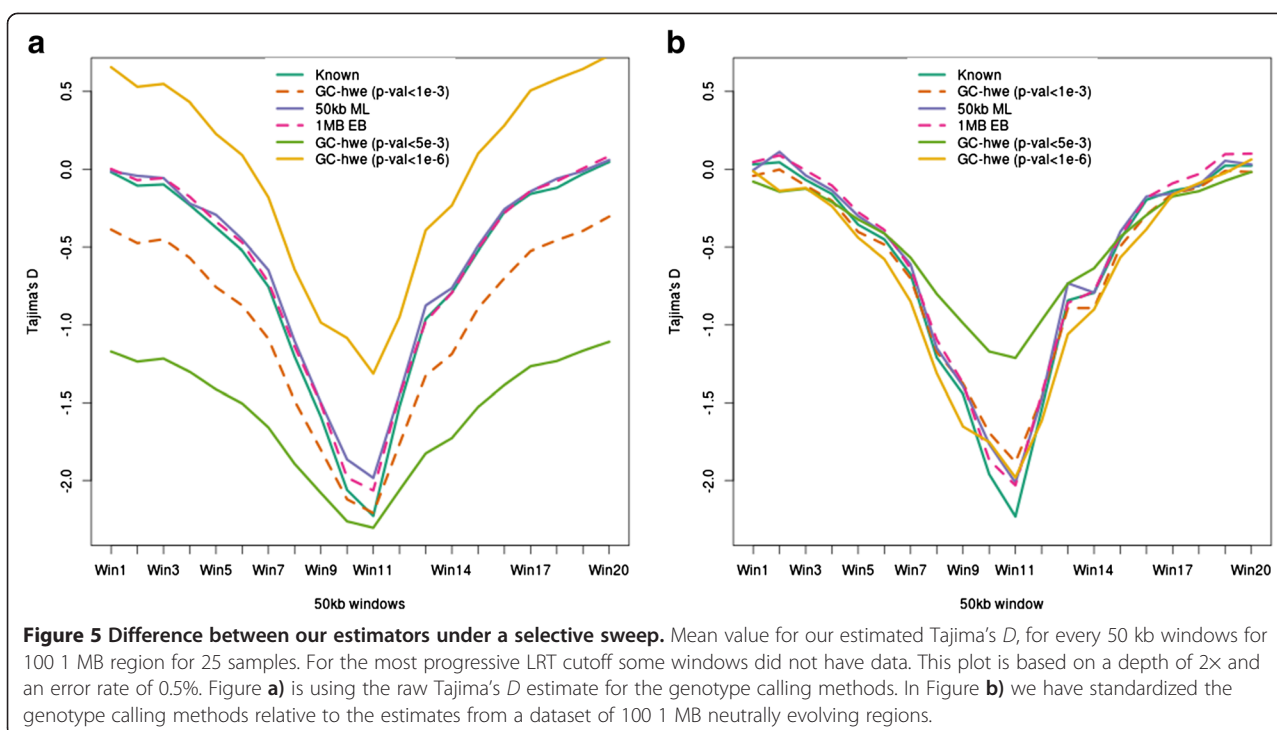 a
Known
GC-hwe (p-val<1e-3)
50kb ML
1MB EB
GC-hwe (p-val<5e-3)
GC-hwe (p-val<1e-6)
Tajima's D
0.5
0.0
-0.5
-1.0
-1.5
-2.0
Win1 Win3 Win5 Win7 Win9 Win11 Win14 Win17 Win20
50kb windows
b
Known
GC-hwe (p-val<1e-3)
50kb ML
1MB EB
GC-hwe (p-val<5e-3)
GC-hwe (p-val<1e-6)
Tajima's D
0.5
0.0
-0.5
-1.0
-1.5
-2.0
Win1 Win3 Win5 Win7 Win9 Win11 Win14 Win17 Win20
50kb window
Figure 5 Difference between our estimators under a selective sweep. Mean value for our estimated Tajima's D, for every 50 kb windows for
100 1 MB region for 25 samples. For the most progressive LRT cutoff some windows did not have data. This plot is based on a depth of 2× and
an error rate of 0.5%. Figure a) is using the raw Tajima's D estimate for the genotype calling methods. In Figure b) we have standardized the
genotype calling methods relative to the estimates from a dataset of 100 1 MB neutrally evolving regions.